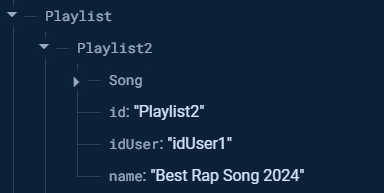 Playlist
Playlist2
Song
id: "Playlist2"
idUser: "idUser1"
name: "Best Rap Song 2024"